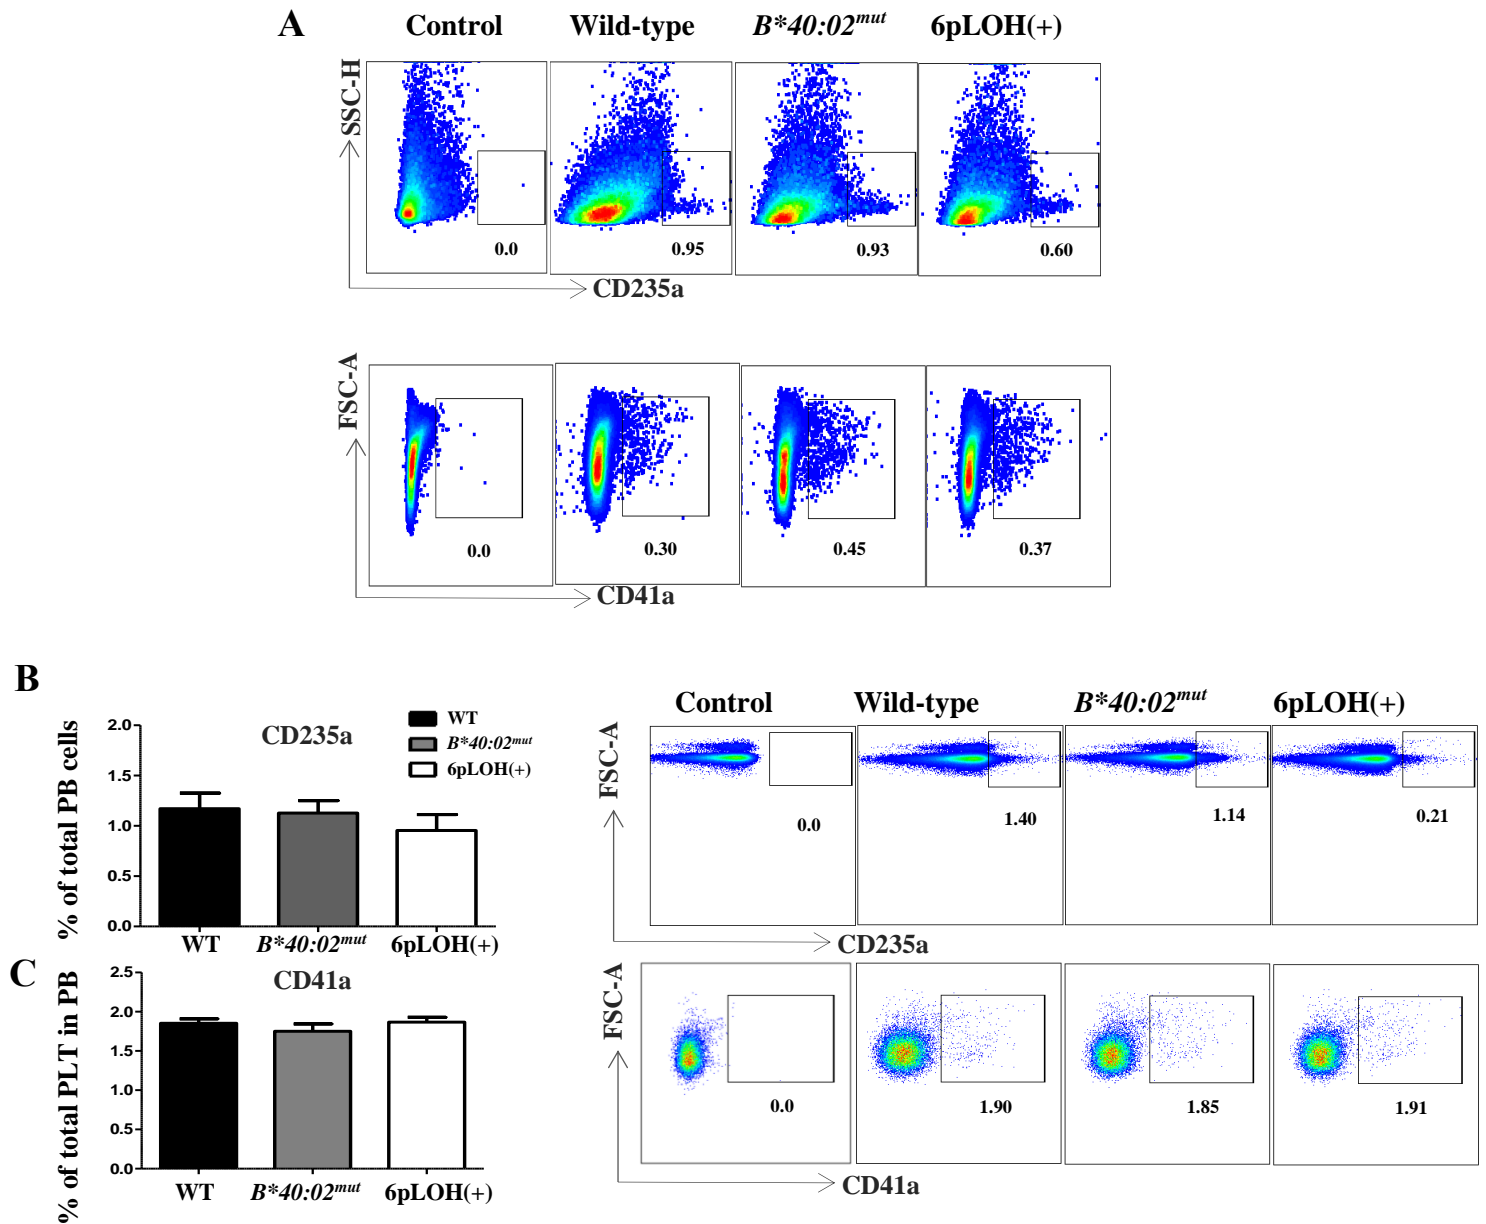 A
Control Wild-type B*40:02mut 6pLOH(+)
SSC-H
0.0 0.95 0.93 0.60
CD235a
FSC-A
0.0 0.30 0.45 0.37
CD41a
B
% of total PB cells
2.0
1.5
1.0
0.5
0.0
CD235a
WT
B*40:02mut
6pLOH(+)
WT B*40:02mut 6pLOH(+)
Control Wild-type B*40:02mut 6pLOH(+)
FSC-A
0.0 1.40 1.14 0.21
CD235a
C
% of total PLT in PB
2.5
2.0
1.5
1.0
0.5
0.0
CD41a
WT B*40:02mut 6pLOH(+)
FSC-A
0.0 1.90 1.85 1.91
CD41a